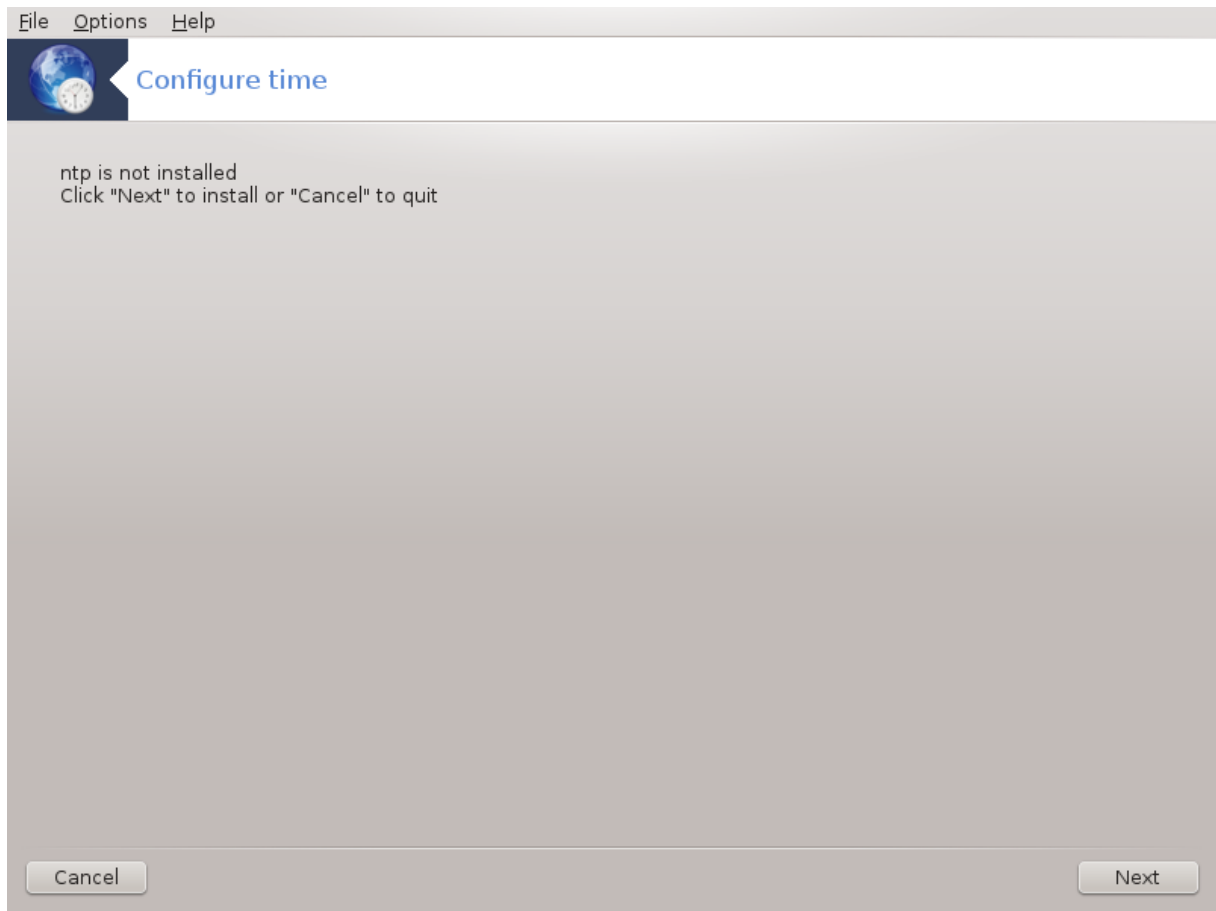 File Options Help
Configure time
ntp is not installed
Click "Next" to install or "Cancel" to quit
Cancel Next